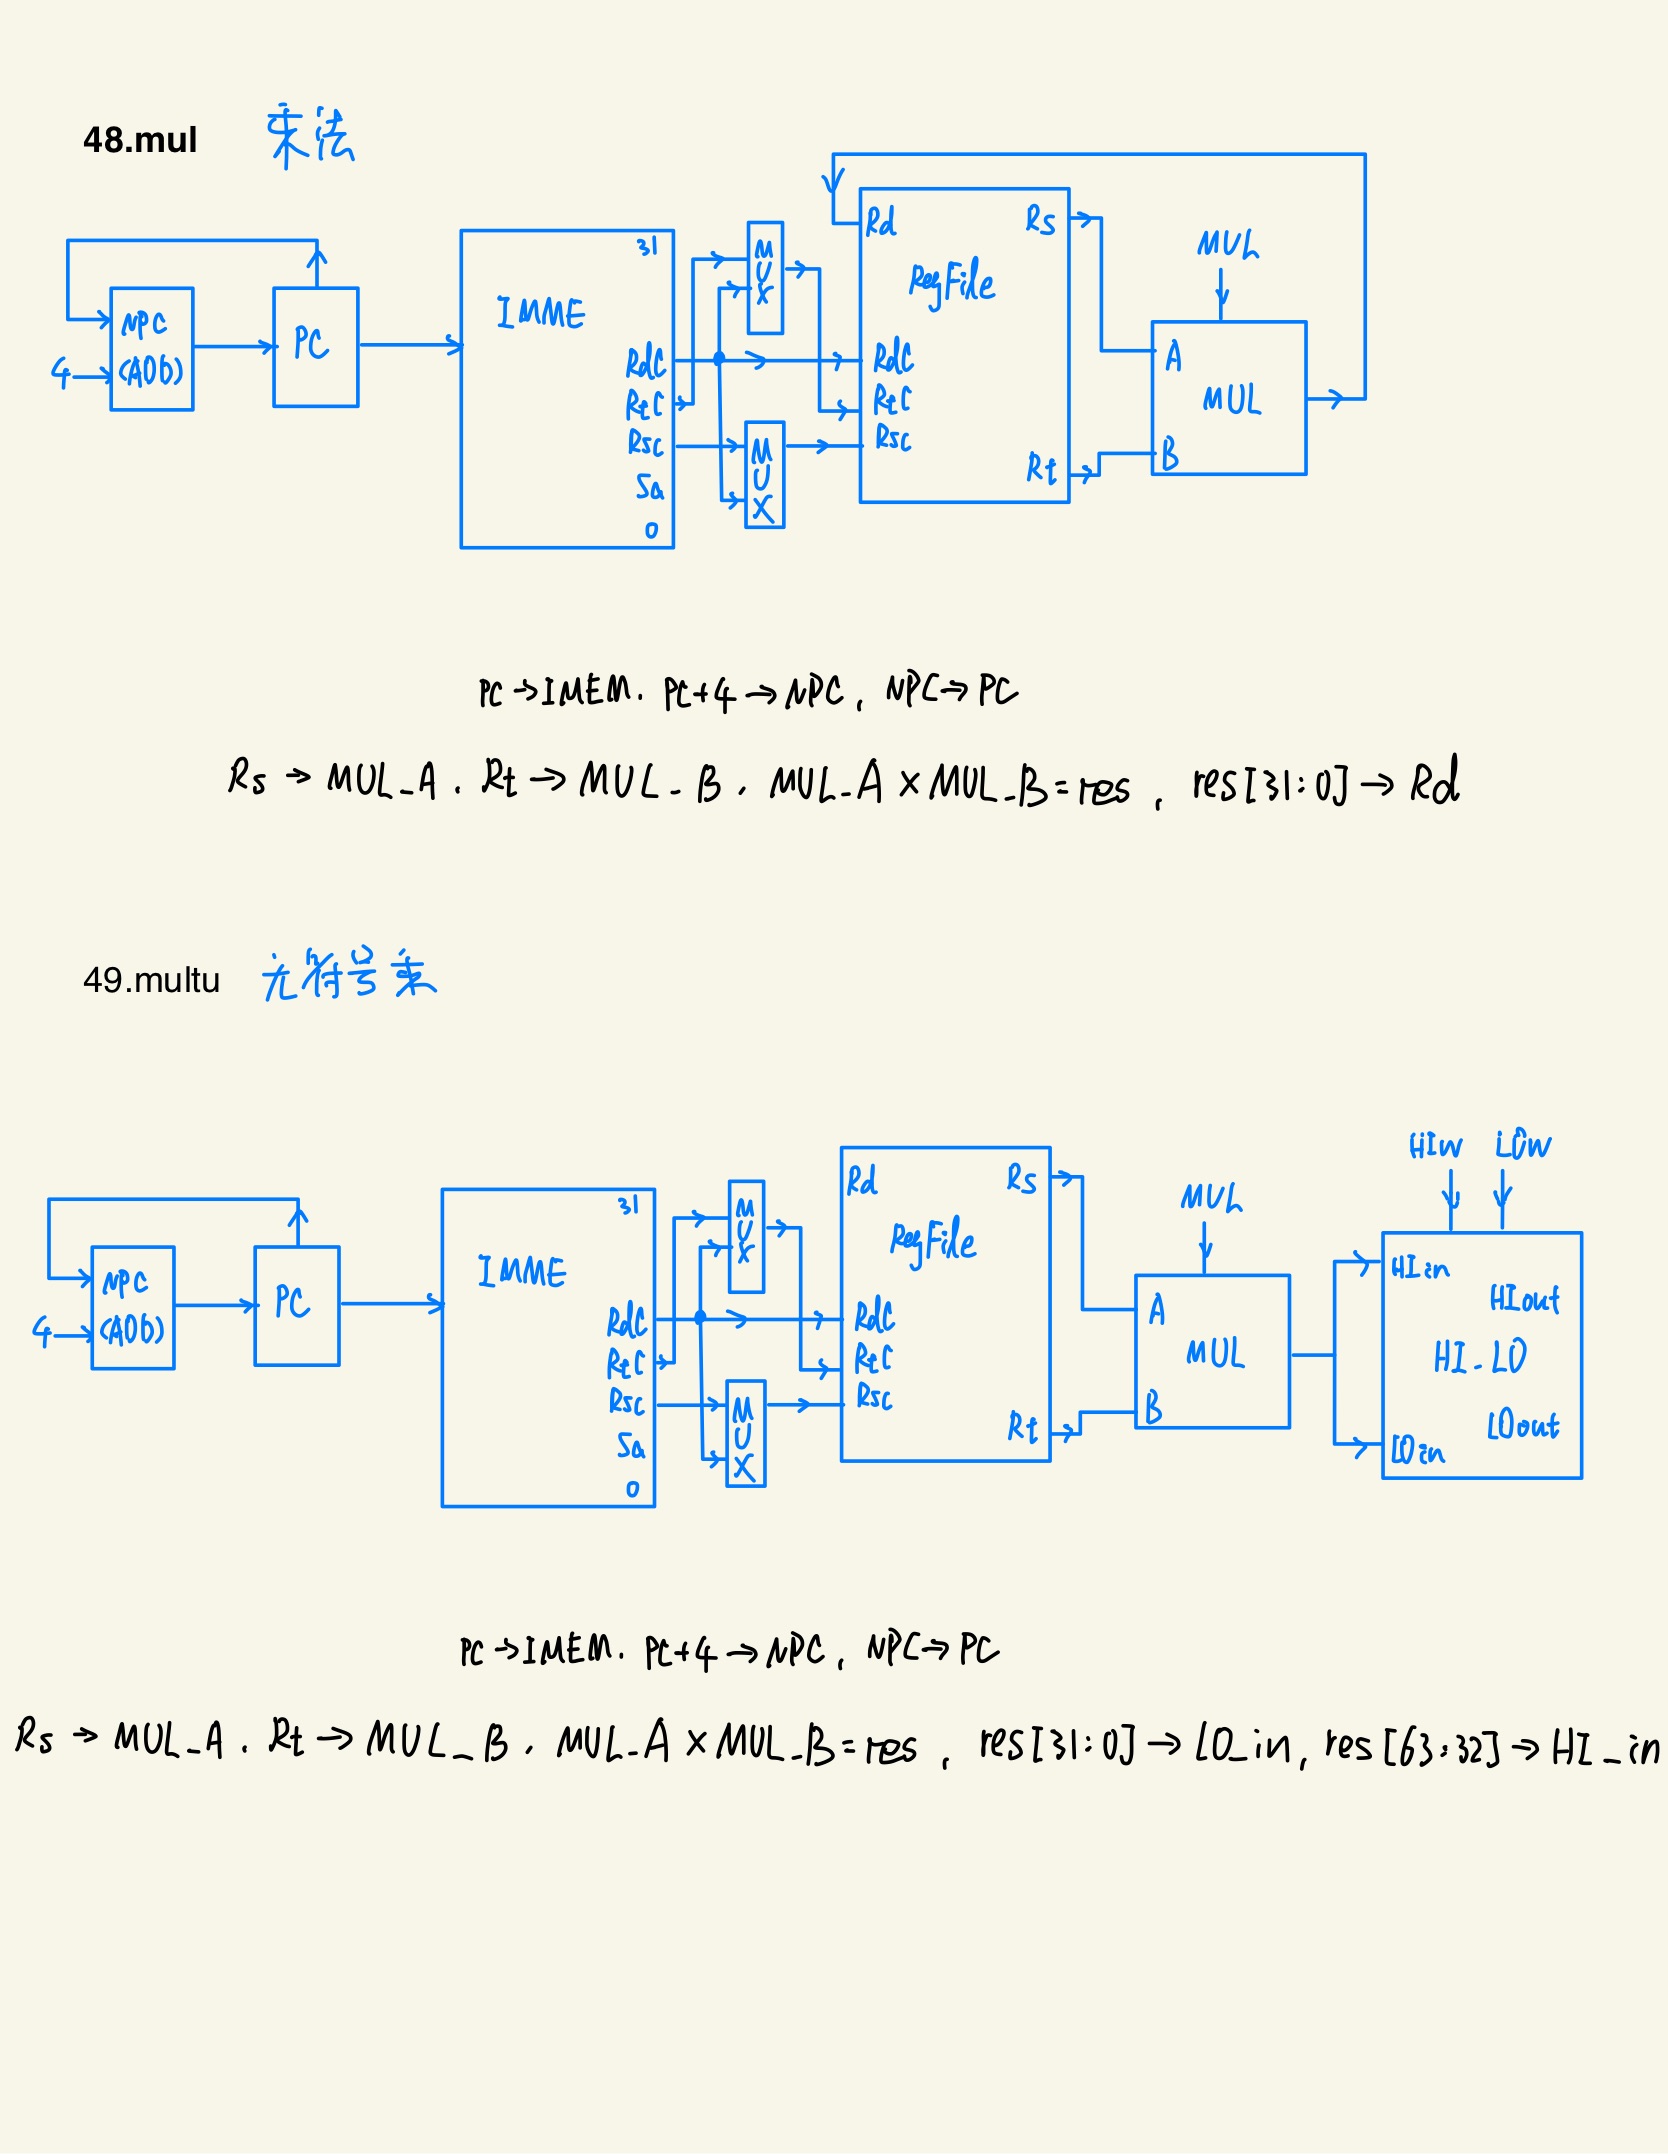 48.mul 乘法
31
IMME
RdC
RtC
Rsc
Sa
0
NPC
(ADD)
4
PC
MUX
MUX
Rd
Rs
RegFile
RdC
RtC
Rsc
Rt
MUL
A
MUL
B
PC→IMEM. PC+4→NPC, NPC→PC
Rs → MUL_A. Rt → MUL_B. MUL_A × MUL_B = res, res[31:0] → Rd
49.multu 无符号乘
31
IMME
RdC
RtC
Rsc
Sa
0
NPC
(ADD)
4
PC
MUX
MUX
Rd
Rs
RegFile
RdC
RtC
Rsc
Rt
MUL
A
MUL
B
HIw LOw
HIin
HIout
HI_LO
LOout
LOin
PC→IMEM. PC+4→NPC, NPC→PC
Rs → MUL_A. Rt → MUL_B. MUL_A × MUL_B = res, res[31:0] → LO_in, res[63:32] → HI_in